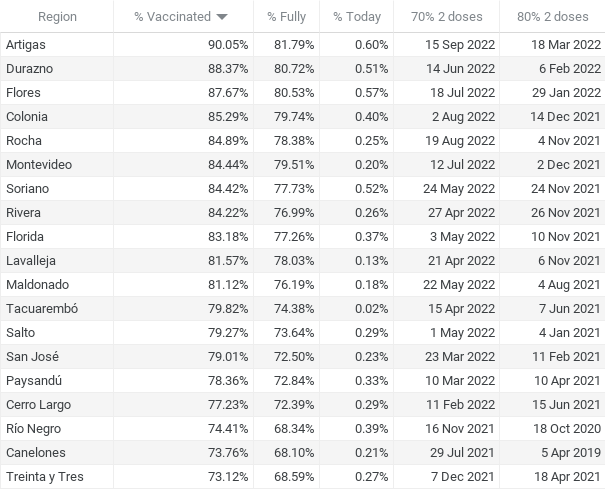 Region % Vaccinated % Fully % Today 70% 2 doses 80% 2 doses
Artigas 90.05% 81.79% 0.60% 15 Sep 2022 18 Mar 2022
Durazno 88.37% 80.72% 0.51% 14 Jun 2022 6 Feb 2022
Flores 87.67% 80.53% 0.57% 18 Jul 2022 29 Jan 2022
Colonia 85.29% 79.74% 0.40% 2 Aug 2022 14 Dec 2021
Rocha 84.89% 78.38% 0.25% 19 Aug 2022 4 Nov 2021
Montevideo 84.44% 79.51% 0.20% 12 Jul 2022 2 Dec 2021
Soriano 84.42% 77.73% 0.52% 24 May 2022 24 Nov 2021
Rivera 84.22% 76.99% 0.26% 27 Apr 2022 26 Nov 2021
Florida 83.18% 77.26% 0.37% 3 May 2022 10 Nov 2021
Lavalleja 81.57% 78.03% 0.13% 21 Apr 2022 6 Nov 2021
Maldonado 81.12% 76.19% 0.18% 22 May 2022 4 Aug 2021
Tacuarembó 79.82% 74.38% 0.02% 15 Apr 2022 7 Jun 2021
Salto 79.27% 73.64% 0.29% 1 May 2022 4 Jan 2021
San José 79.01% 72.50% 0.23% 23 Mar 2022 11 Feb 2021
Paysandú 78.36% 72.84% 0.33% 10 Mar 2022 10 Apr 2021
Cerro Largo 77.23% 72.39% 0.29% 11 Feb 2022 15 Jun 2021
Río Negro 74.41% 68.34% 0.39% 16 Nov 2021 18 Oct 2020
Canelones 73.76% 68.10% 0.21% 29 Jul 2021 5 Apr 2019
Treinta y Tres 73.12% 68.59% 0.27% 7 Dec 2021 18 Apr 2021